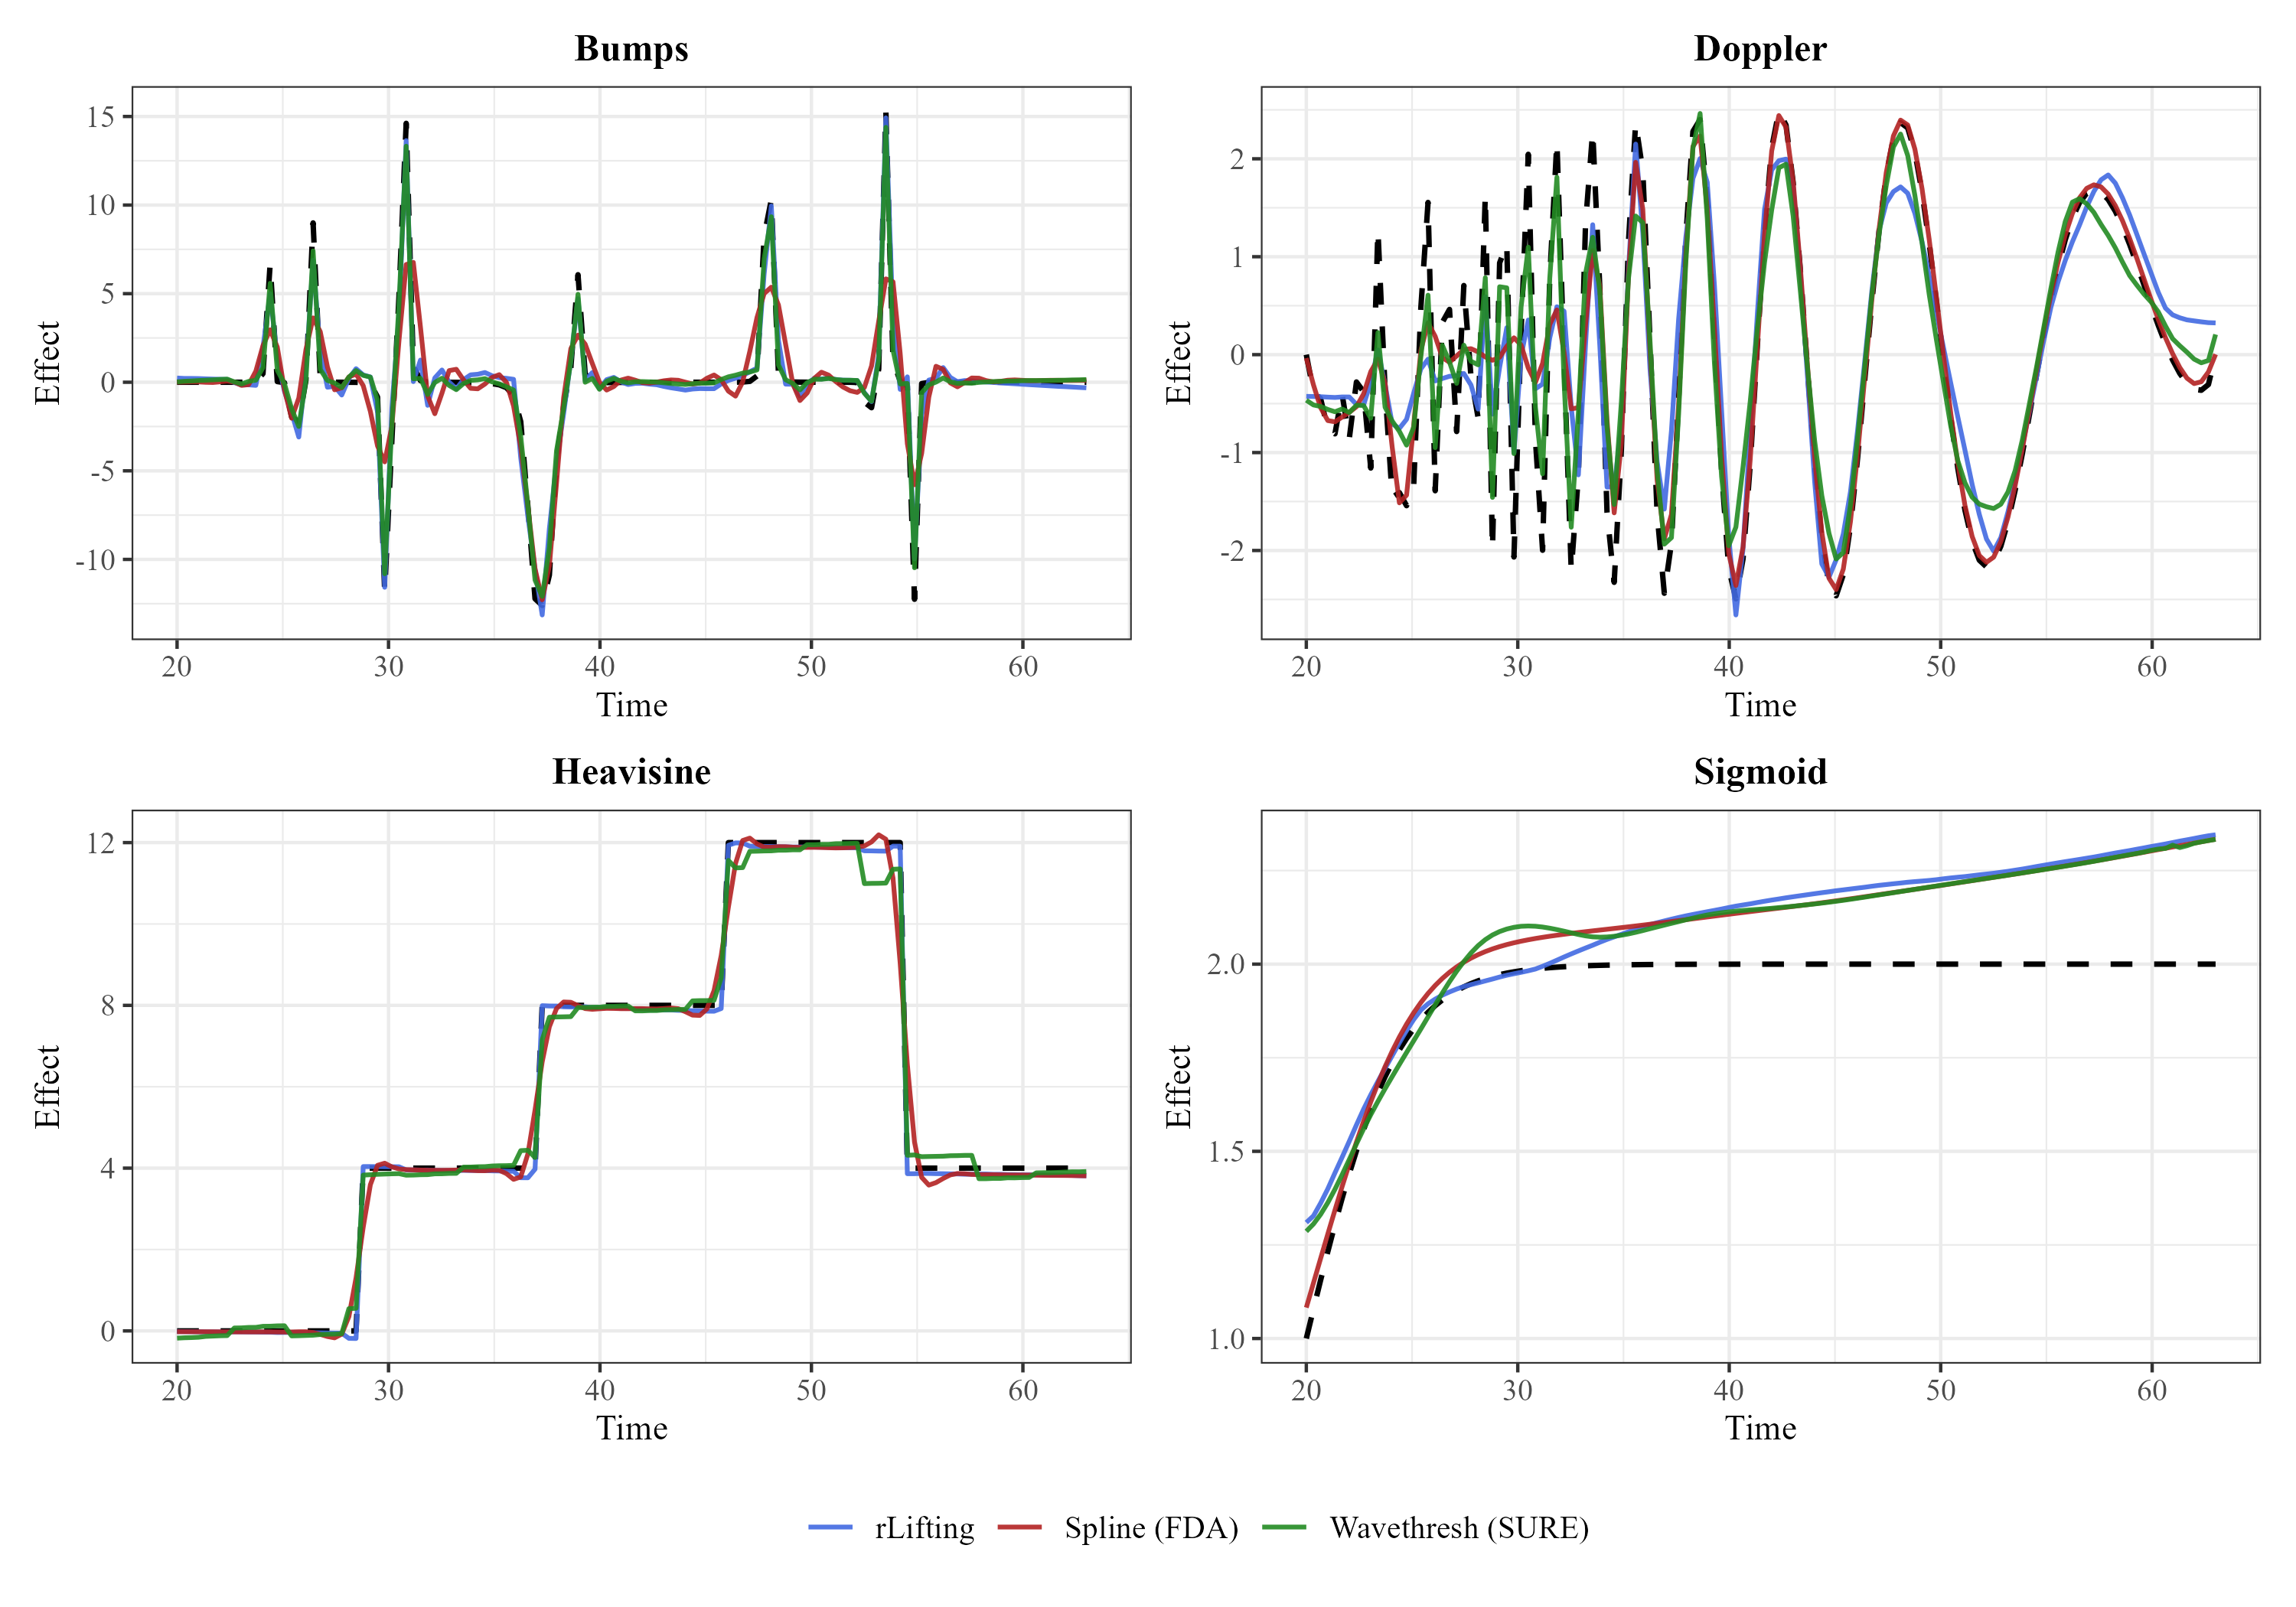 Bumps
Effect
15
10
5
0
-5
-10
20 30 40 50 60
Time
Doppler
Effect
2
1
0
-1
-2
20 30 40 50 60
Time
Heavisine
Effect
12
8
4
0
20 30 40 50 60
Time
Sigmoid
Effect
2.0
1.5
1.0
20 30 40 50 60
Time
rLifting Spline (FDA) Wavethresh (SURE)